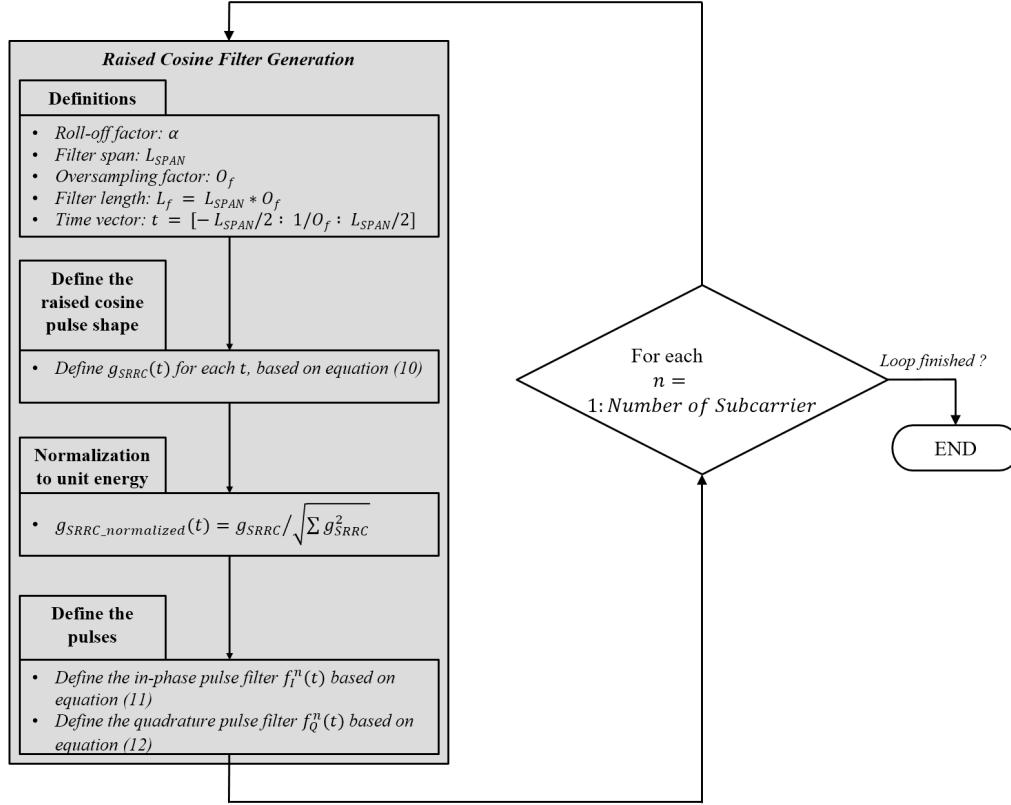 Raised Cosine Filter Generation
Definitions
• Roll-off factor: α
• Filter span: L_SPAN
• Oversampling factor: O_f
• Filter length: L_f = L_SPAN * O_f
• Time vector: t = [− L_SPAN/2 : 1/O_f : L_SPAN/2]
Define the
raised cosine
pulse shape
• Define g_SRRC(t) for each t, based on equation (10)
Normalization
to unit energy
• g_SRRC_normalized(t) = g_SRRC/√(∑ g²_SRRC)
Define the
pulses
• Define the in-phase pulse filter f_I^n(t) based on
equation (11)
• Define the quadrature pulse filter f_Q^n(t) based on
equation (12)
For each
n =
1: Number of Subcarrier
Loop finished ?
END